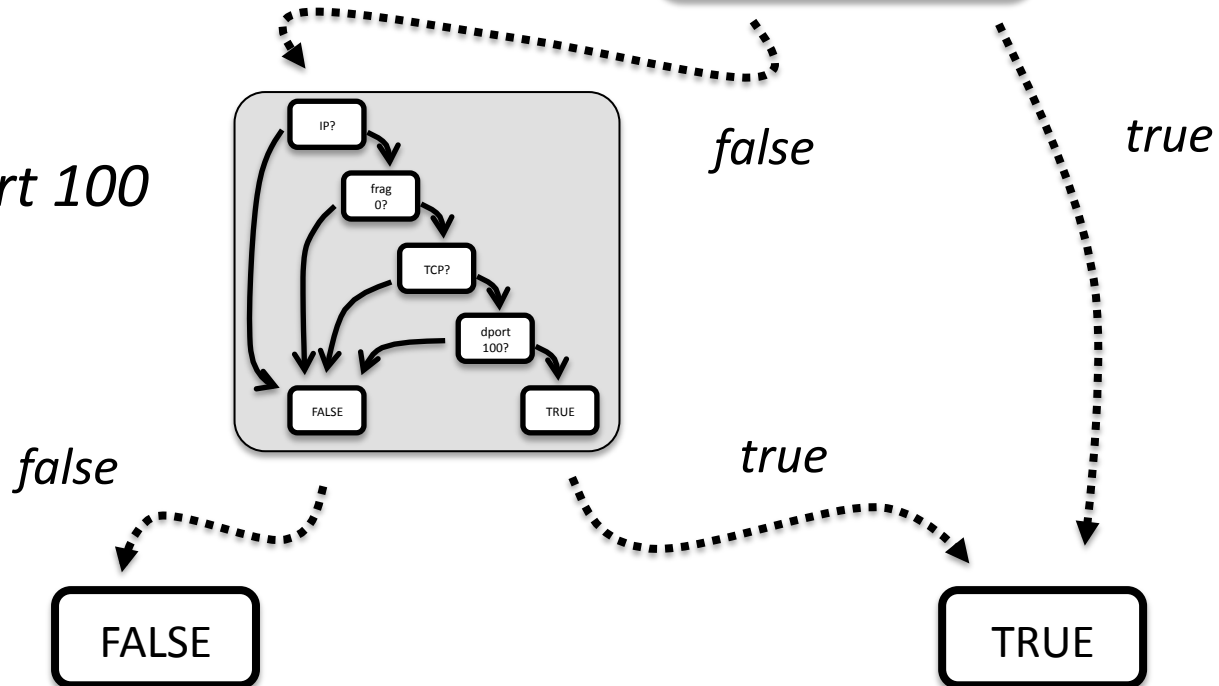 true
false
IP?
rt 100
frag
0?
TCP?
dport
100?
FALSE
TRUE
false
true
FALSE
TRUE